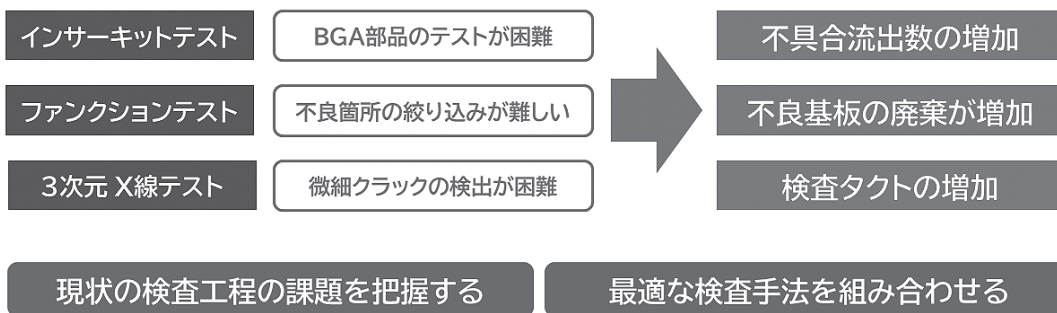 インサーキットテスト
BGA部品のテストが困難
不具合流出数の増加
ファンクションテスト
不良箇所の絞り込みが難しい
不良基板の廃棄が増加
3次元 X線テスト
微細クラックの検出が困難
検査タクトの増加
現状の検査工程の課題を把握する
最適な検査手法を組み合わせる